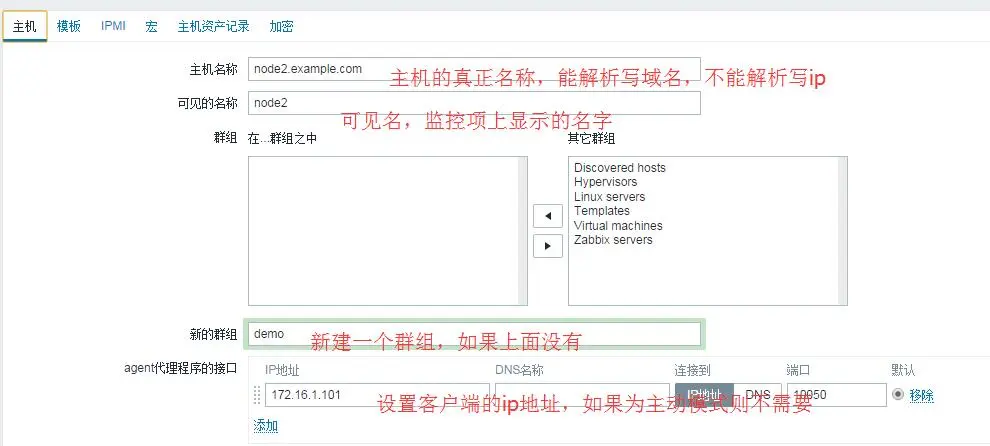 主机 模板 IPMI 宏 主机资产记录 加密
主机名称 node2.example.com
主机的真正名称，能解析写域名，不能解析写ip
可见的名称 node2
可见名，监控项上显示的名字
群组 在...群组之中 其它群组
Discovered hosts
Hypervisors
Linux servers
Templates
Virtual machines
Zabbix servers
新的群组 demo
新建一个群组，如果上面没有
agent代理程序的接口 IP地址 DNS名称 连接到 端口 默认
172.16.1.101 IP地址 DNS 10050 移除
设置客户端的ip地址，如果为主动模式则不需要
添加